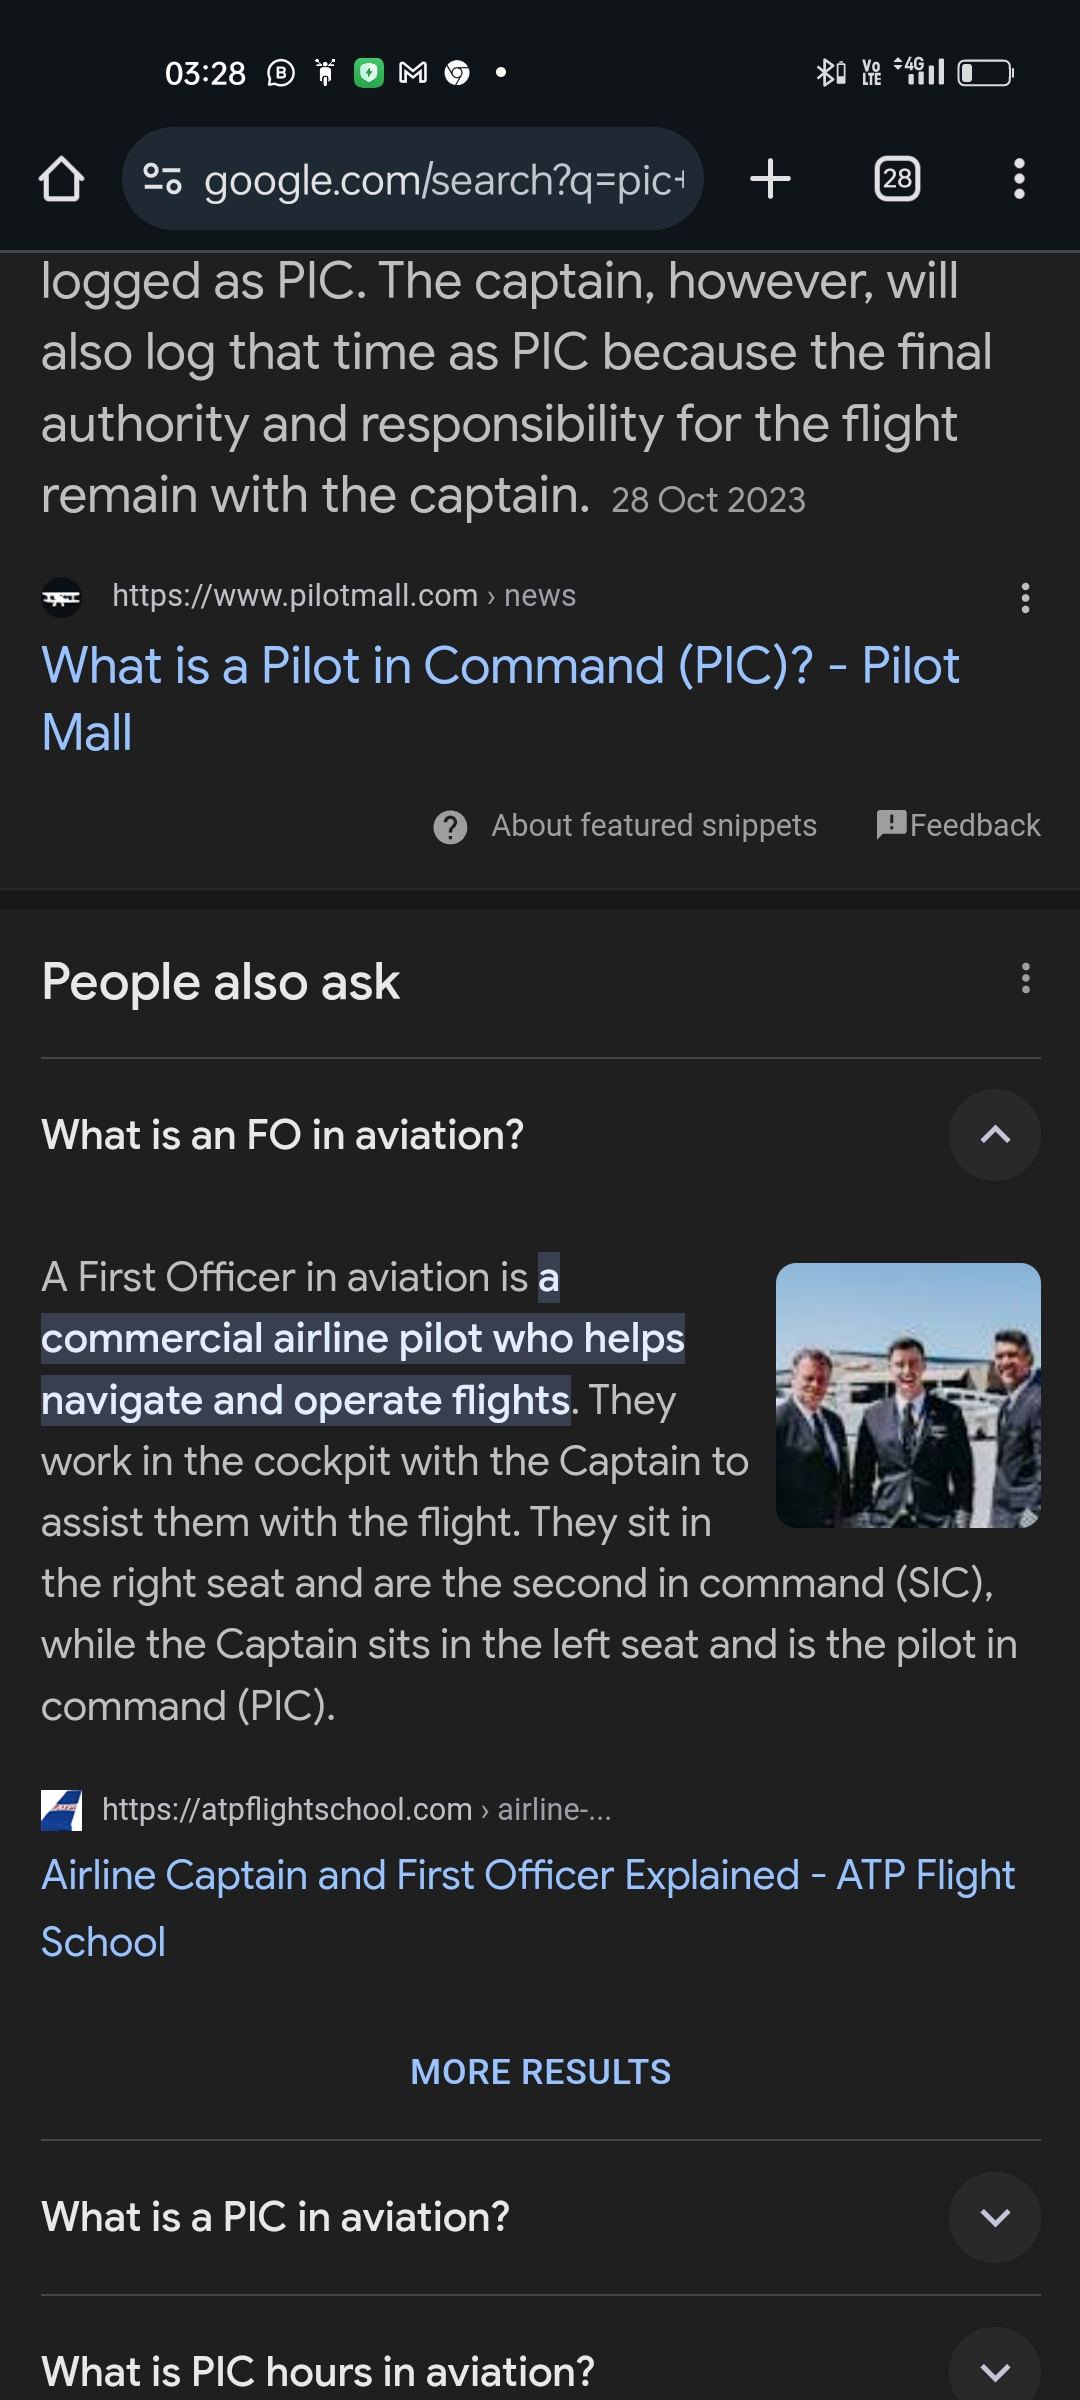 03:28
4G
Vo
LTE
google.com/search?q=pic+
28
logged as PIC. The captain, however, will
also log that time as PIC because the final
authority and responsibility for the flight
remain with the captain. 28 Oct 2023
https://www.pilotmall.com › news
What is a Pilot in Command (PIC)? - Pilot
Mall
About featured snippets Feedback
People also ask
What is an FO in aviation?
A First Officer in aviation is a
commercial airline pilot who helps
navigate and operate flights. They
work in the cockpit with the Captain to
assist them with the flight. They sit in
the right seat and are the second in command (SIC),
while the Captain sits in the left seat and is the pilot in
command (PIC).
https://atpflightschool.com › airline-...
Airline Captain and First Officer Explained - ATP Flight
School
MORE RESULTS
What is a PIC in aviation?
What is PIC hours in aviation?